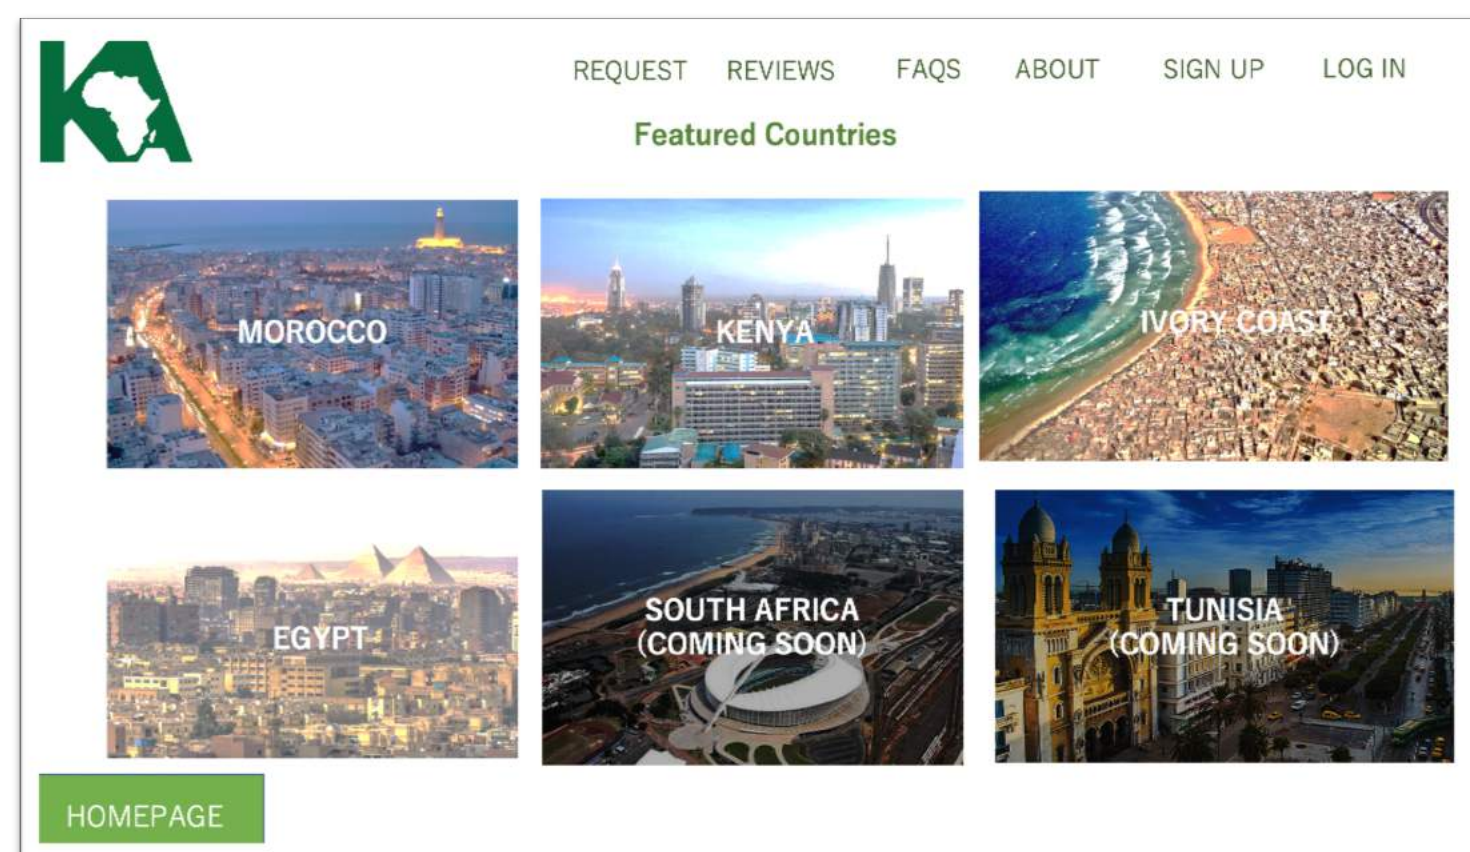 KA
REQUEST REVIEWS FAQS ABOUT SIGN UP LOG IN
Featured Countries
MOROCCO
KENYA
IVORY COAST
EGYPT
SOUTH AFRICA
(COMING SOON)
TUNISIA
(COMING SOON)
HOMEPAGE